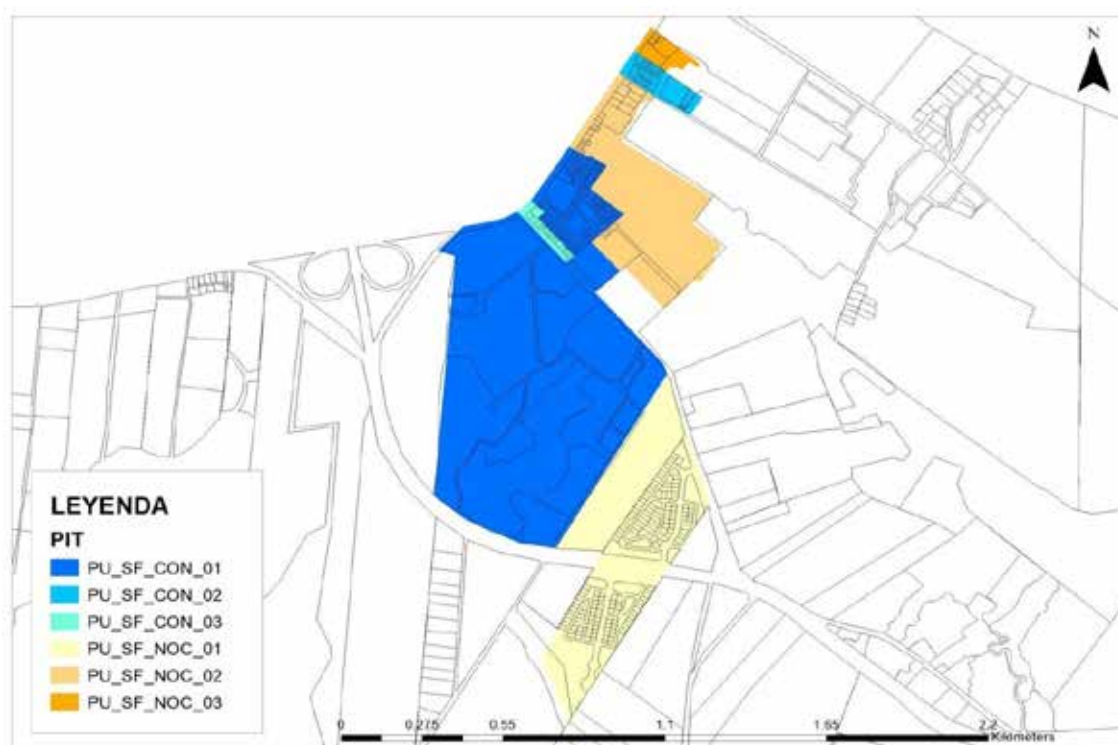 N
LEYENDA
PIT
PU_SF_CON_01
PU_SF_CON_02
PU_SF_CON_03
PU_SF_NOC_01
PU_SF_NOC_02
PU_SF_NOC_03
0 0.275 0.55 1.1 1.65 2.2
Kilometers